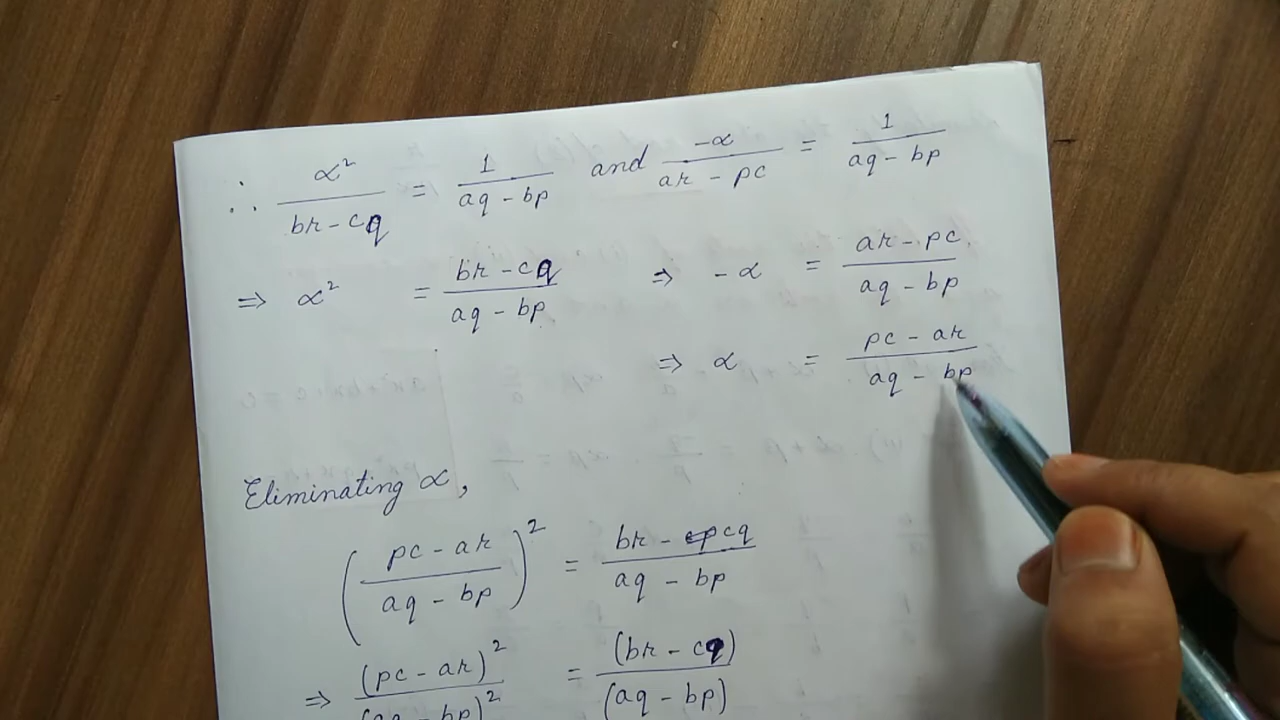 ∴ α²/(br - cq) = 1/(aq - bp) and -α/(ar - pc) = 1/(aq - bp)
⇒ α² = (br - cq)/(aq - bp) ⇒ -α = (ar - pc)/(aq - bp)
⇒ α = (pc - ar)/(aq - bp)
Eliminating α,
((pc - ar)/(aq - bp))² = (br - cq)/(aq - bp)
⇒ (pc - ar)²/(aq - bp)² = (br - cq)/(aq - bp)